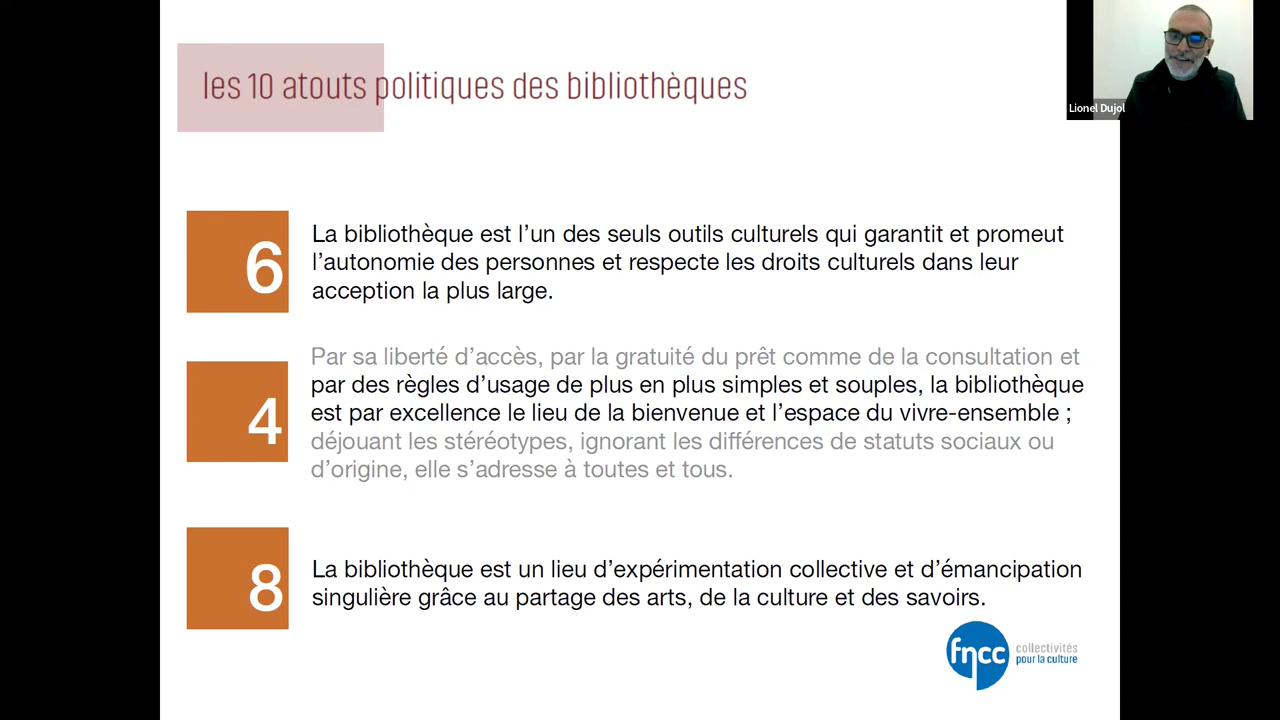 les 10 atouts politiques des bibliothèques
Lionel Dujol
6
La bibliothèque est l’un des seuls outils culturels qui garantit et promeut
l’autonomie des personnes et respecte les droits culturels dans leur
acception la plus large.
4
Par sa liberté d’accès, par la gratuité du prêt comme de la consultation et
par des règles d’usage de plus en plus simples et souples, la bibliothèque
est par excellence le lieu de la bienvenue et l’espace du vivre-ensemble ;
déjouant les stéréotypes, ignorant les différences de statuts sociaux ou
d’origine, elle s’adresse à toutes et tous.
8
La bibliothèque est un lieu d’expérimentation collective et d’émancipation
singulière grâce au partage des arts, de la culture et des savoirs.
fncc
collectivités
pour la culture